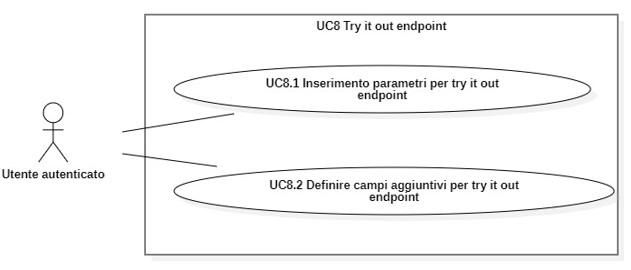 UC8 Try it out endpoint
UC8.1 Inserimento parametri per try it out
endpoint
Utente autenticato
UC8.2 Definire campi aggiuntivi per try it out
endpoint